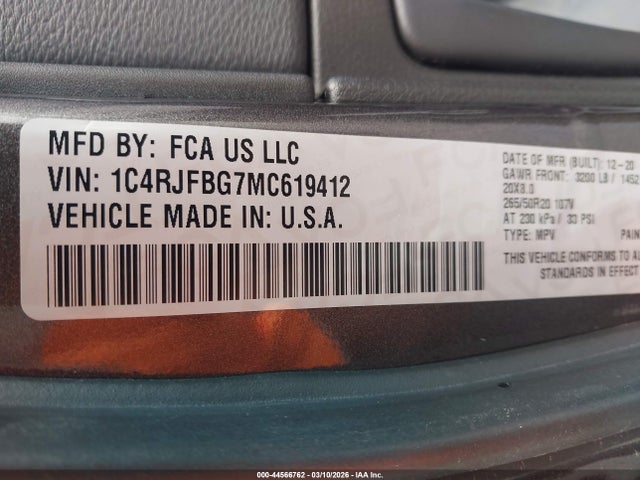 MFD BY: FCA US LLC
VIN: 1C4RJFBG7MC619412
VEHICLE MADE IN: U.S.A.
DATE OF MFR (BUILT): 12-20
GAWR FRONT: 3200 LB / 1452
20X8.0
265/50R20 107V
AT 230 kPa / 33 PSI
TYPE: MPV PAIN
THIS VEHICLE CONFORMS TO AL
STANDARDS IN EFFECT
000-44566762 - 03/10/2026 - IAA Inc.